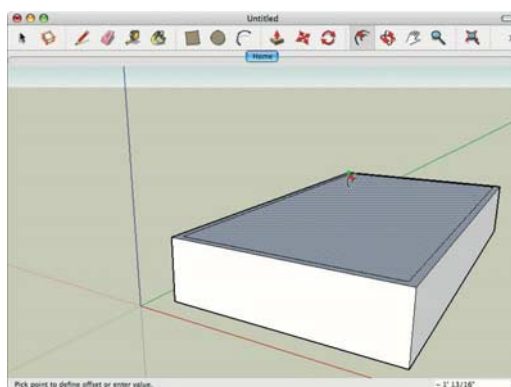 Untitled
Home
Pick point to define offset or enter value.
~ 1' 13/16"